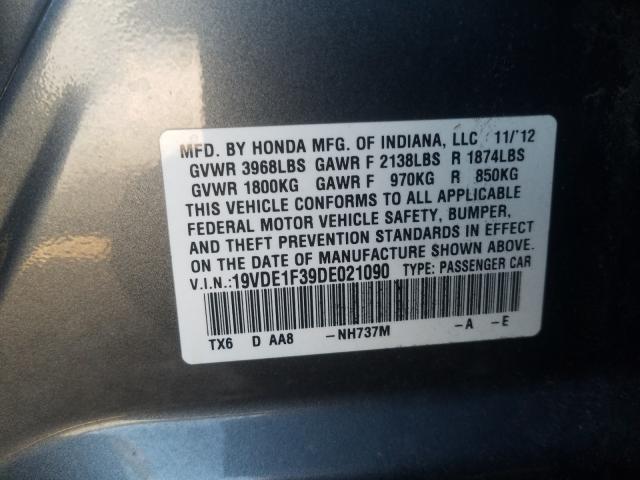 MFD. BY HONDA MFG. OF INDIANA, LLC 11/'12
GVWR 3968LBS GAWR F 2138LBS R 1874LBS
GVWR 1800KG GAWR F 970KG R 850KG
THIS VEHICLE CONFORMS TO ALL APPLICABLE
FEDERAL MOTOR VEHICLE SAFETY, BUMPER,
AND THEFT PREVENTION STANDARDS IN EFFECT
ON THE DATE OF MANUFACTURE SHOWN ABOVE.
V.I.N.:19VDE1F39DE021090 TYPE: PASSENGER CAR
TX6 D AA8 -NH737M -A -E